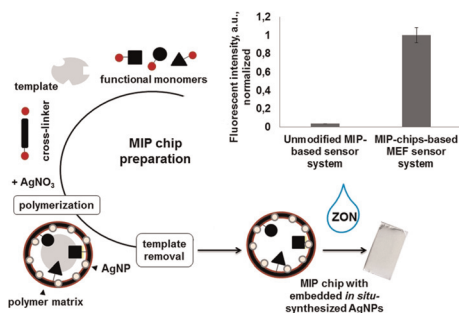 template
functional monomers
cross-linker
+ AgNO₃
MIP chip
preparation
polymerization
template
removal
AgNP
polymer matrix
Fluorescent intensity, a.u.,
normalized
1,2
1
0,8
0,6
0,4
0,2
0
Unmodified MIP-
based sensor
system
MIP-chips-based
MEF sensor
system
ZON
MIP chip with
embedded in situ-
synthesized AgNPs